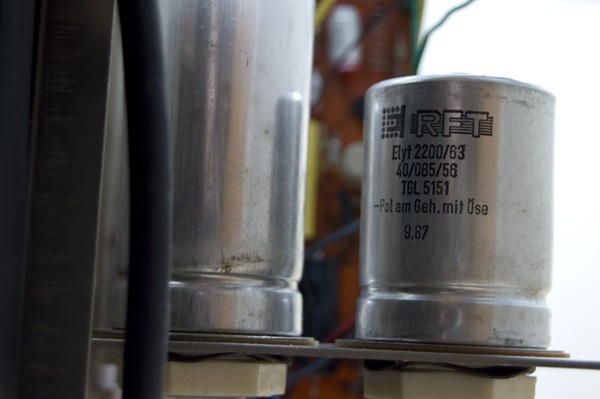 E RFT
Elyt 2200/63
40/085/56
TGL 5151
-Pol am Geh. mit Öse
9.87